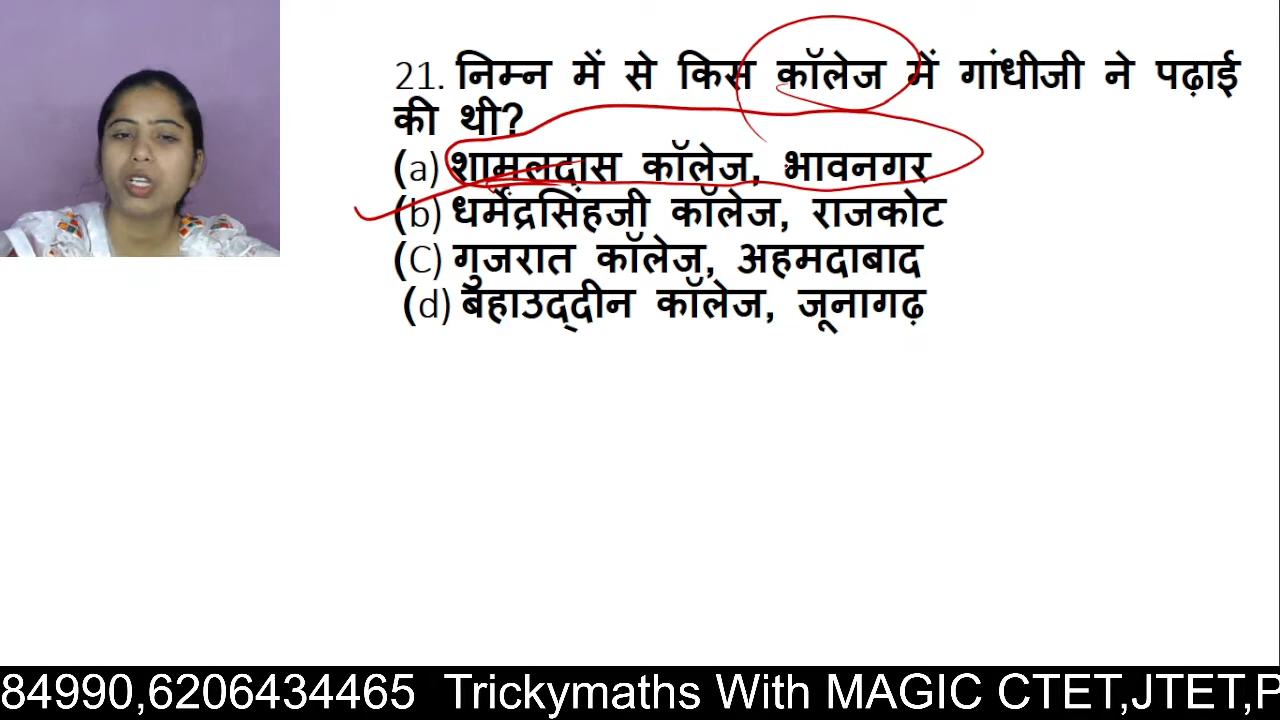 21. निम्न में से किस कॉलेज में गांधीजी ने पढ़ाई
की थी?
(a) शामलदास कॉलेज, भावनगर
(b) धर्मेंद्रसिंहजी कॉलेज, राजकोट
(C) गुजरात कॉलेज, अहमदाबाद
(d) बहाउद्दीन कॉलेज, जूनागढ़
84990,6206434465 Trickymaths With MAGIC CTET,JTET,P